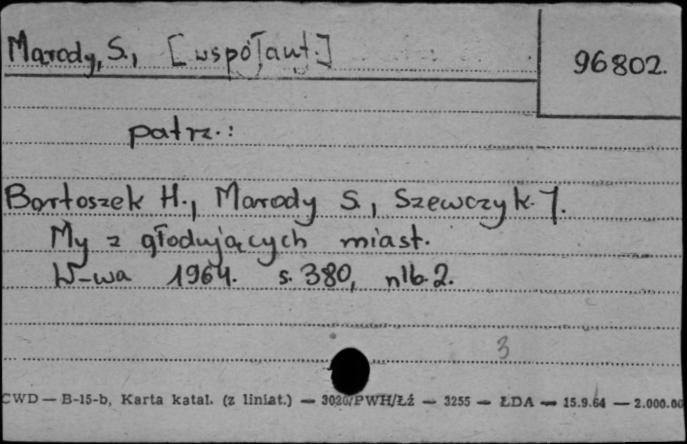 Marody, S., [współaut.]
96802.
patrz.:
Bartoszek H., Marody S., Szewczyk J.
My z głodujących miast.
W-wa 1964. s. 380, nlb. 2.
3
CWD — B-15-b, Karta katal. (z liniat.) — 3020/PWH/Łź — 3255 — ŁDA — 15.9.64 — 2.000.00